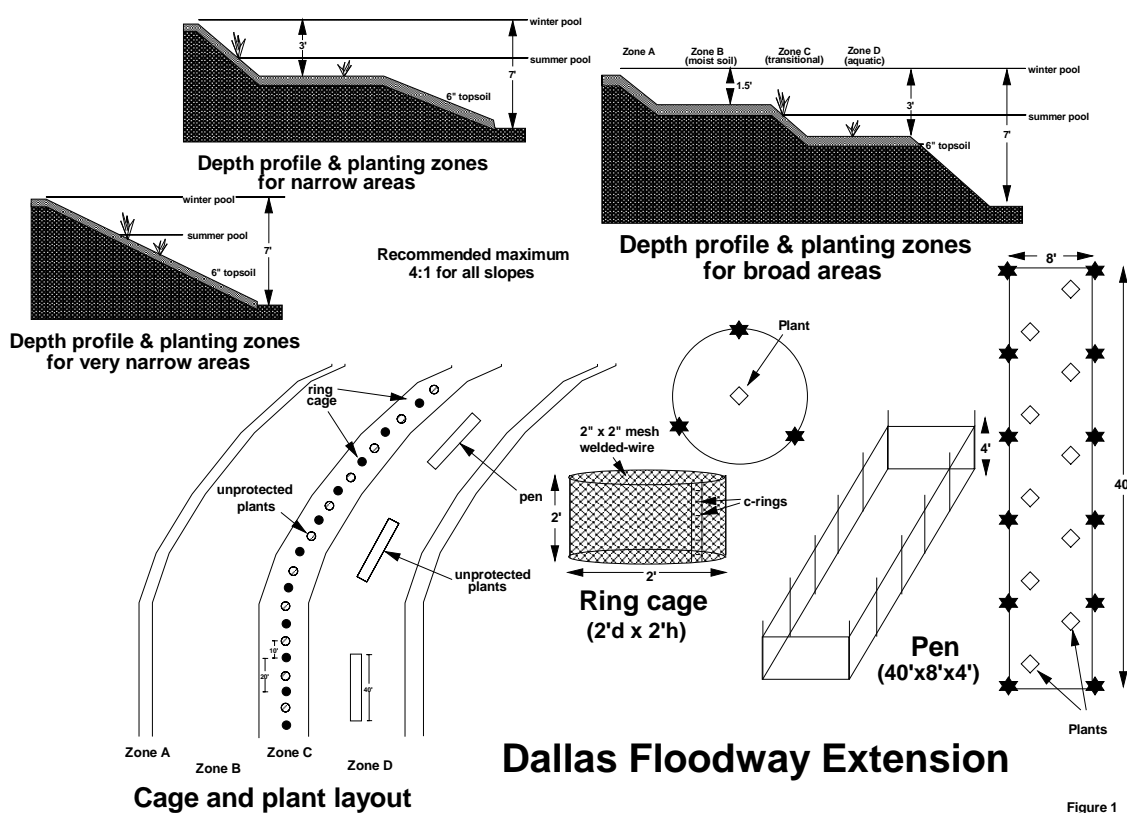 winter pool
3'
summer pool
7'
6" topsoil
Depth profile & planting zones
for narrow areas
Zone A
Zone B
(moist soil)
Zone C
(transitional)
Zone D
(aquatic)
winter pool
1.5'
3'
summer pool
7'
6" topsoil
Depth profile & planting zones
for broad areas
winter pool
summer pool
7'
6" topsoil
Depth profile & planting zones
for very narrow areas
Recommended maximum
4:1 for all slopes
ring
cage
unprotected
plants
pen
unprotected
plants
10'
20'
40'
Zone A
Zone B
Zone C
Zone D
Cage and plant layout
Plant
2" x 2" mesh
welded-wire
c-rings
2'
2'
Ring cage
(2'd x 2'h)
4'
Pen
(40'x8'x4')
8'
40
Plants
Dallas Floodway Extension
Figure 1